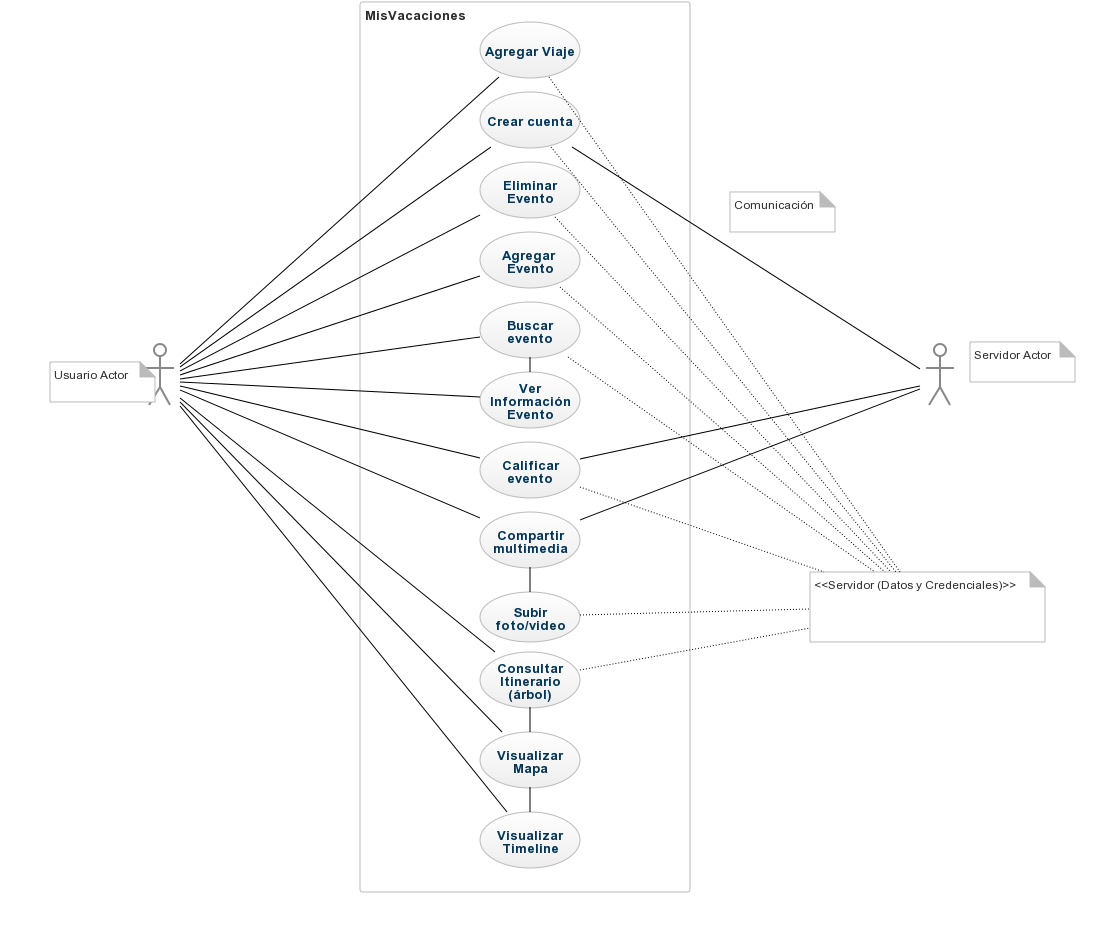 MisVacaciones
Agregar Viaje
Crear cuenta
Eliminar
Evento
Comunicación
Agregar
Evento
Buscar
evento
Usuario Actor
Servidor Actor
Ver
Información
Evento
Calificar
evento
Compartir
multimedia
<<Servidor (Datos y Credenciales)>>
Subir
foto/video
Consultar
Itinerario
(árbol)
Visualizar
Mapa
Visualizar
Timeline